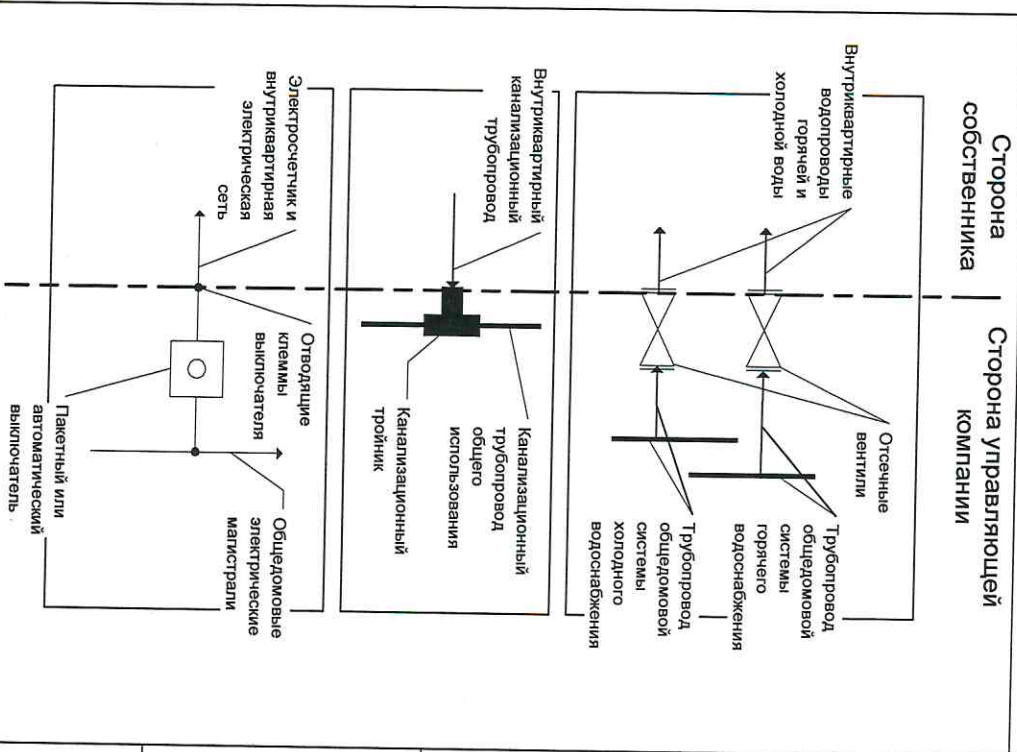 Сторона
собственника
Сторона управляющей
компании
Внутриквартирные
водопроводы
горячей и
холодной воды
Отсечные
вентили
Трубопровод
общедомовой
системы
горячего
водоснабжения
Трубопровод
общедомовой
системы
холодного
водоснабжения
Внутриквартирный
канализационный
трубопровод
Канализационный
трубопровод
общего
использования
Канализационный
тройник
Электросчетчик и
внутриквартирная
электрическая
сеть
Отводящие
клеммы
выключателя
Общедомовые
электрические
магистрали
Пакетный или
автоматический
выключатель